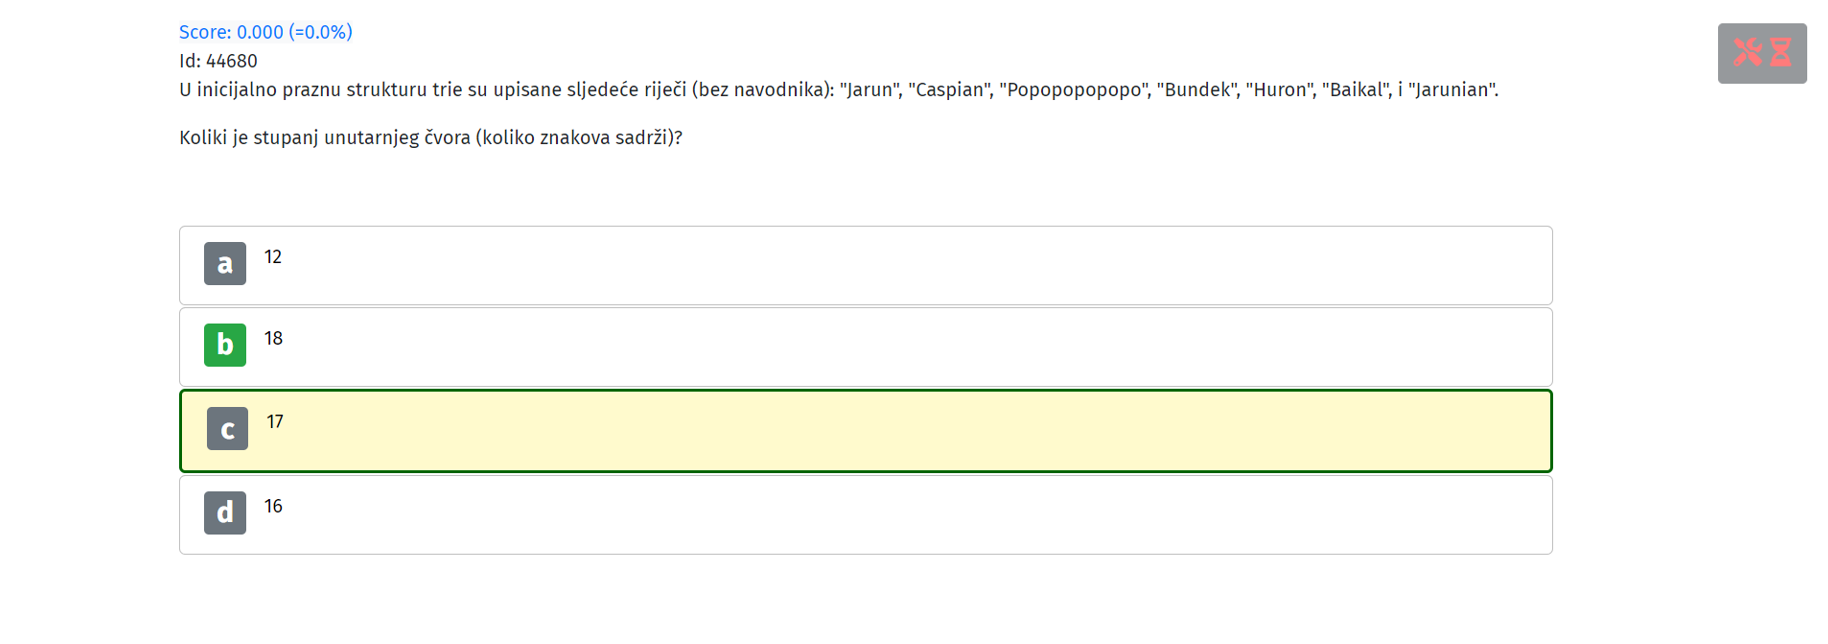 Score: 0.000 (=0.0%)
Id: 44680
U inicijalno praznu strukturu trie su upisane sljedeće riječi (bez navodnika): "Jarun", "Caspian", "Popopopopopo", "Bundek", "Huron", "Baikal", i "Jarunian".
Koliki je stupanj unutarnjeg čvora (koliko znakova sadrži)?
a 12
b 18
c 17
d 16